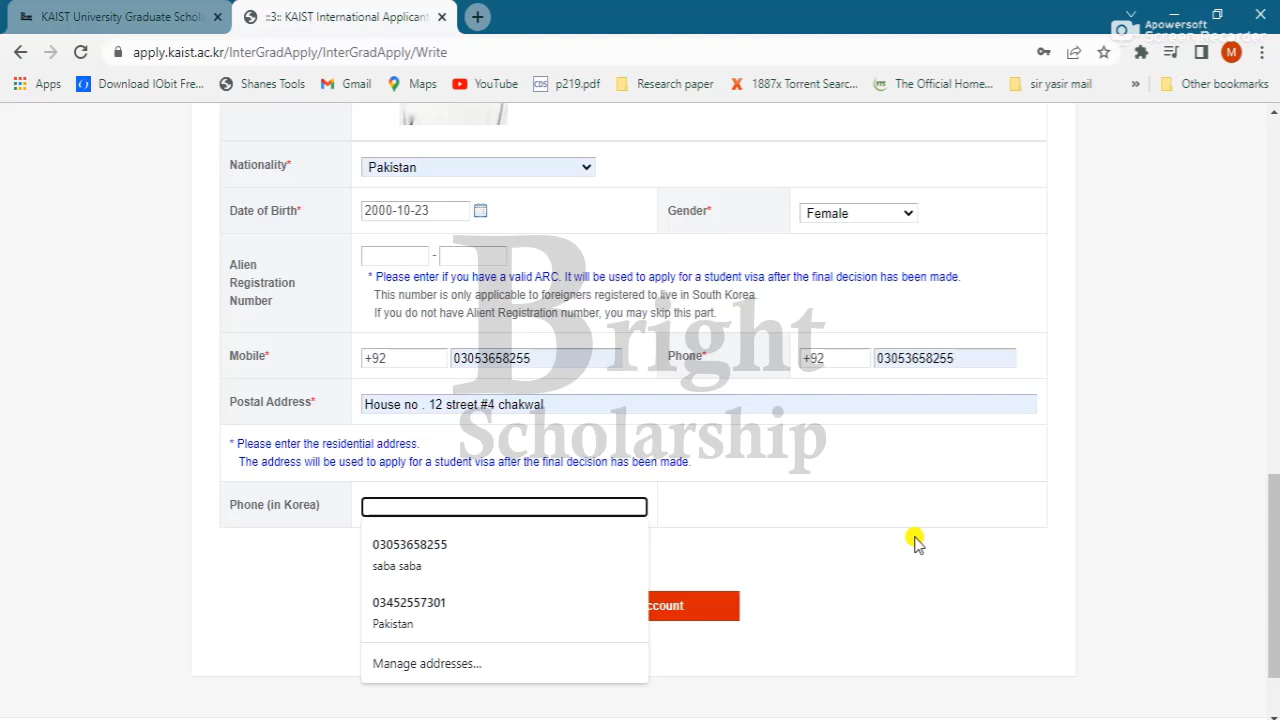 KAIST University Graduate Schola
::3:: KAIST International Applicant
Apowersoft
Screen Recorder
apply.kaist.ac.kr/InterGradApply/InterGradApply/Write
M
Apps
Download IObit Fre...
Shanes Tools
Gmail
Maps
YouTube
CDS
p219.pdf
Research paper
1887x Torrent Searc...
The Official Home...
sir yasir mail
»
Other bookmarks
Nationality*
Pakistan
Date of Birth*
2000-10-23
Gender*
Female
Alien
Registration
Number
-
* Please enter if you have a valid ARC. It will be used to apply for a student visa after the final decision has been made.
This number is only applicable to foreigners registered to live in South Korea.
If you do not have Alient Registration number, you may skip this part.
Bright
Scholarship
Mobile*
+92
03053658255
Phone*
+92
03053658255
Postal Address*
House no . 12 street #4 chakwal
* Please enter the residential address.
The address will be used to apply for a student visa after the final decision has been made.
Phone (in Korea)
03053658255
saba saba
03452557301
Pakistan
ccount
Manage addresses...